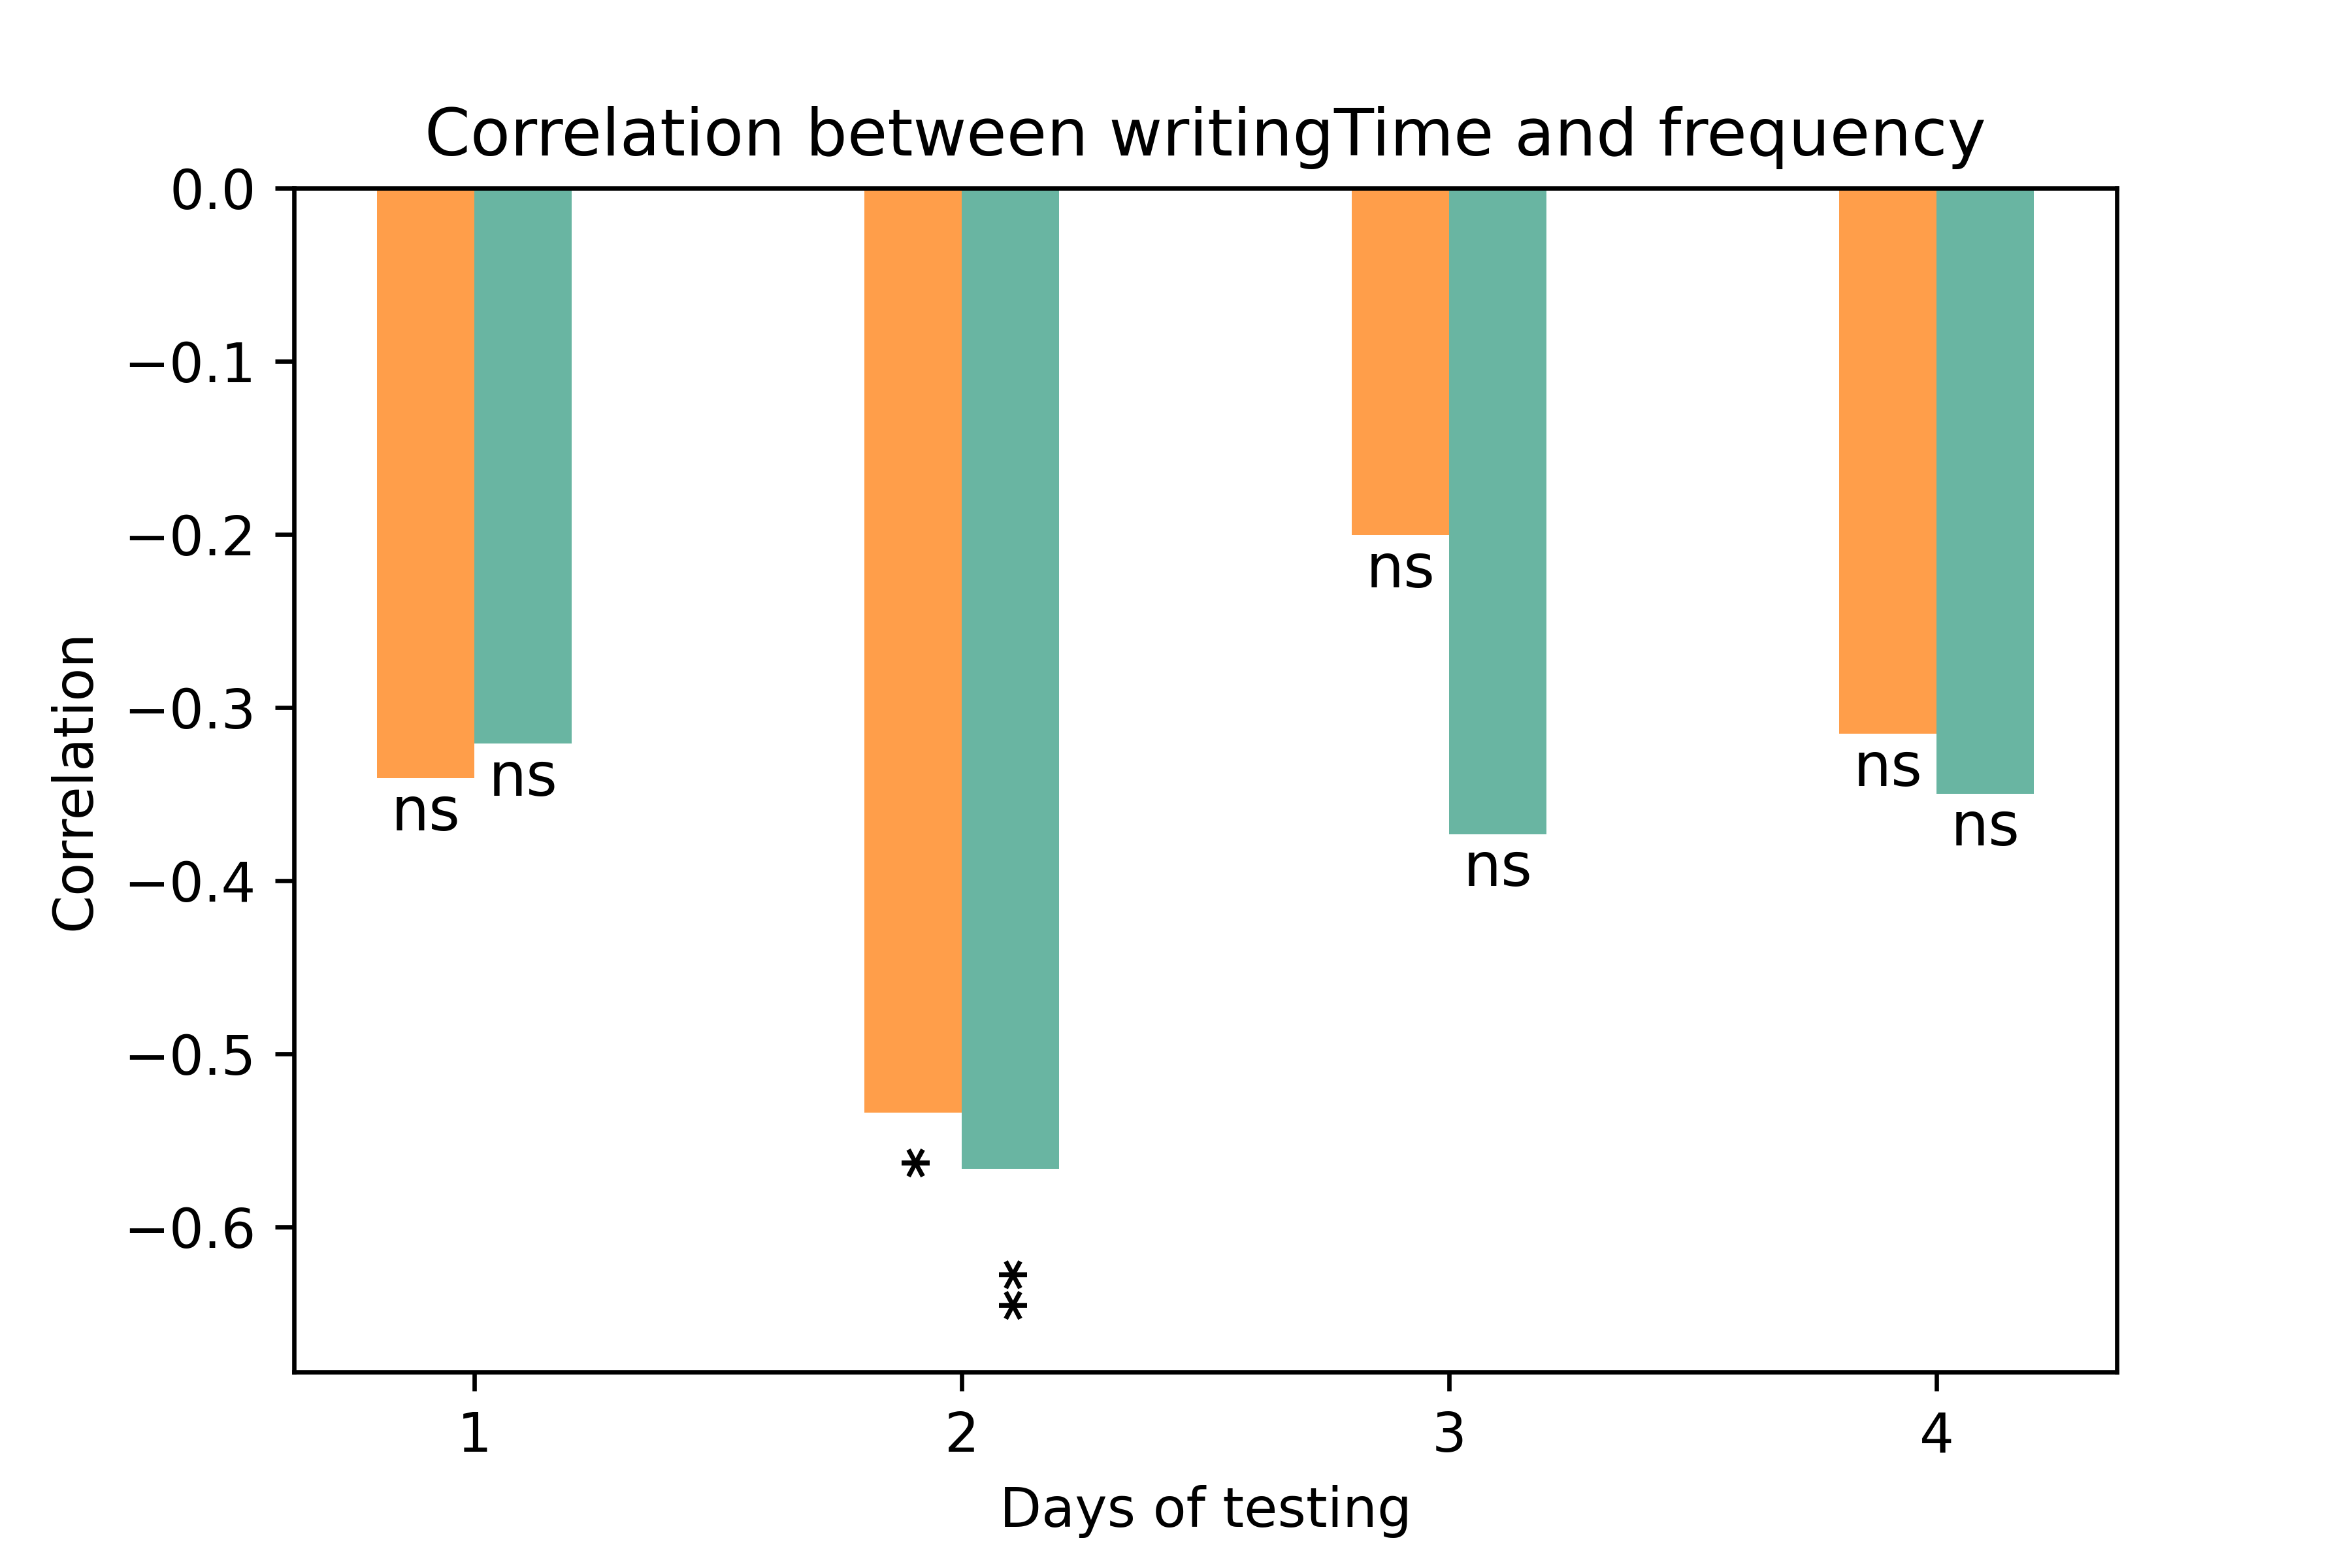 Correlation between writingTime and frequency
0.0
−0.1
−0.2
−0.3
−0.4
−0.5
−0.6
Correlation
ns
ns
*
*
*
ns
ns
ns
ns
1 2 3 4
Days of testing